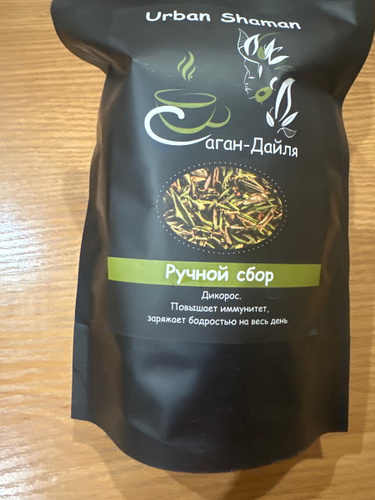 Urban Shaman
Саган-Дайля
Ручной сбор
Дикорос.
Повышает иммунитет,
заряжает бодростью на весь день